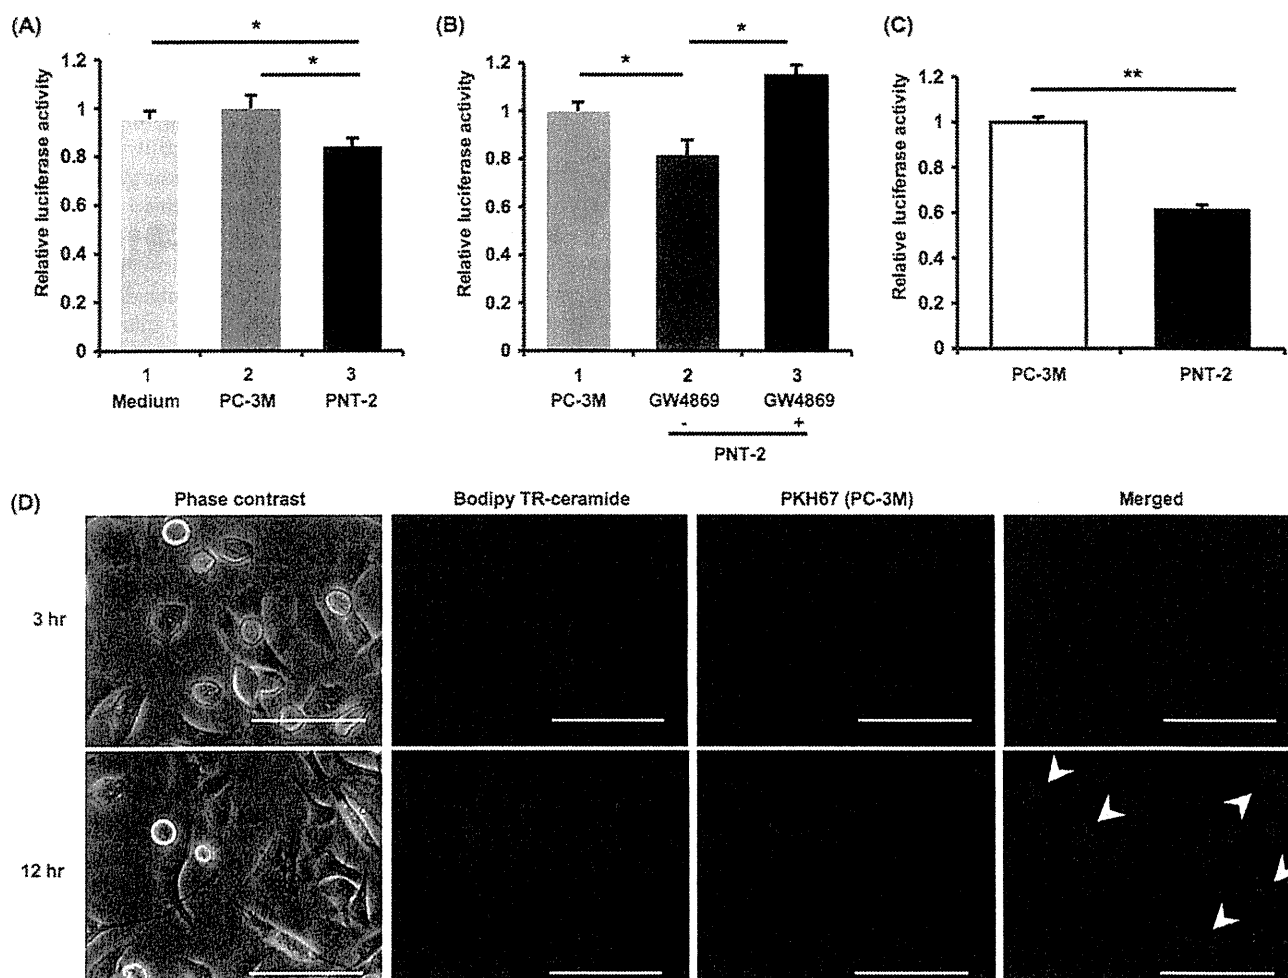 (A)
*
*
Relative luciferase activity
1.2
1
0.8
0.6
0.4
0.2
0
1
2
3
Medium
PC-3M
PNT-2
(B)
*
*
Relative luciferase activity
1.2
1
0.8
0.6
0.4
0.2
0
1
2
3
PC-3M
GW4869
GW4869
-
+
PNT-2
(C)
**
Relative luciferase activity
1.2
1
0.8
0.6
0.4
0.2
0
PC-3M
PNT-2
(D)
Phase contrast
Bodipy TR-ceramide
PKH67 (PC-3M)
Merged
3 hr
12 hr